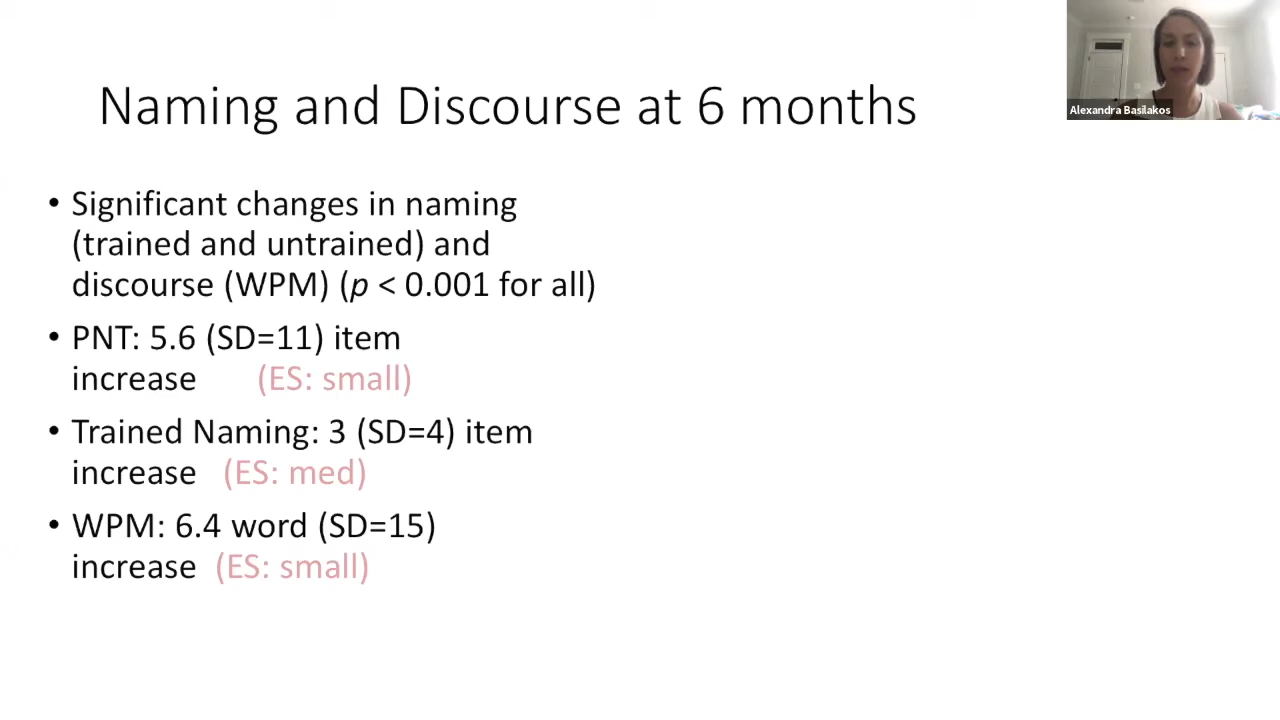 Naming and Discourse at 6 months
Alexandra Basilakos
• Significant changes in naming
(trained and untrained) and
discourse (WPM) (p < 0.001 for all)
• PNT: 5.6 (SD=11) item
increase (ES: small)
• Trained Naming: 3 (SD=4) item
increase (ES: med)
• WPM: 6.4 word (SD=15)
increase (ES: small)